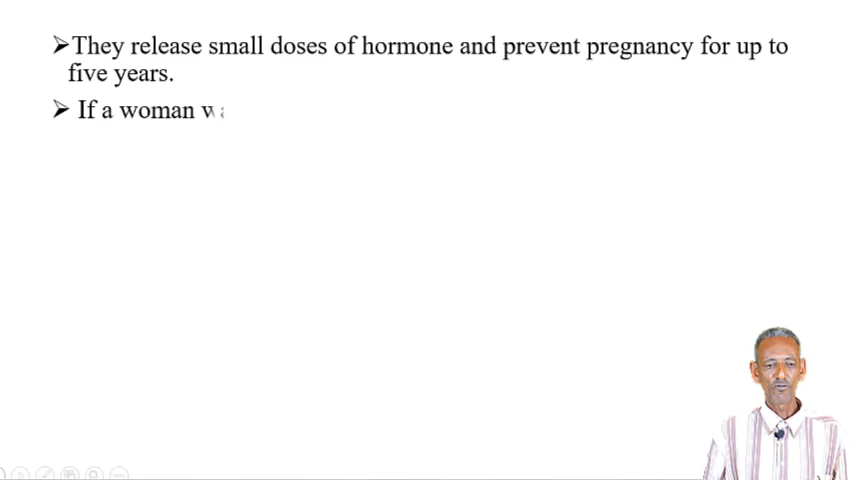 ➢They release small doses of hormone and prevent pregnancy for up to
five years.
➢ If a woman